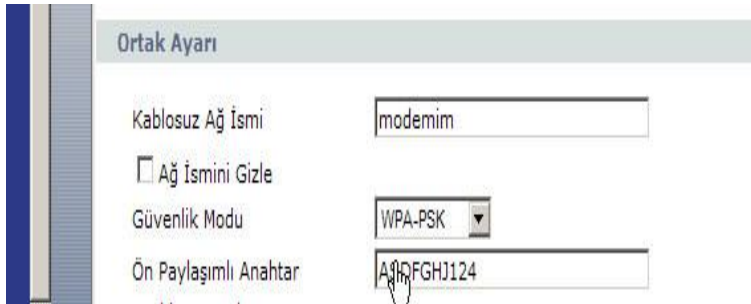 Ortak Ayarı
Kablosuz Ağ İsmi modemim
Ağ İsmini Gizle
Güvenlik Modu WPA-PSK
Ön Paylaşımlı Anahtar